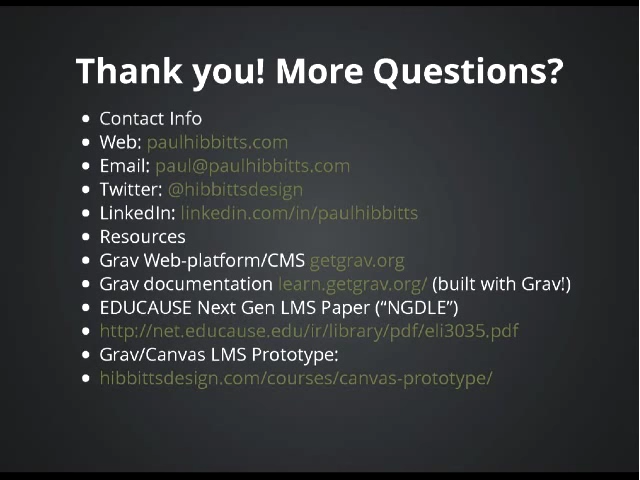 Thank you! More Questions?
Contact Info
Web: paulhibbitts.com
Email: paul@paulhibbitts.com
Twitter: @hibbittsdesign
LinkedIn: linkedin.com/in/paulhibbitts
Resources
Grav Web-platform/CMS getgrav.org
Grav documentation learn.getgrav.org/ (built with Grav!)
EDUCAUSE Next Gen LMS Paper (“NGDLE”)
http://net.educause.edu/ir/library/pdf/eli3035.pdf
Grav/Canvas LMS Prototype:
hibbittsdesign.com/courses/canvas-prototype/